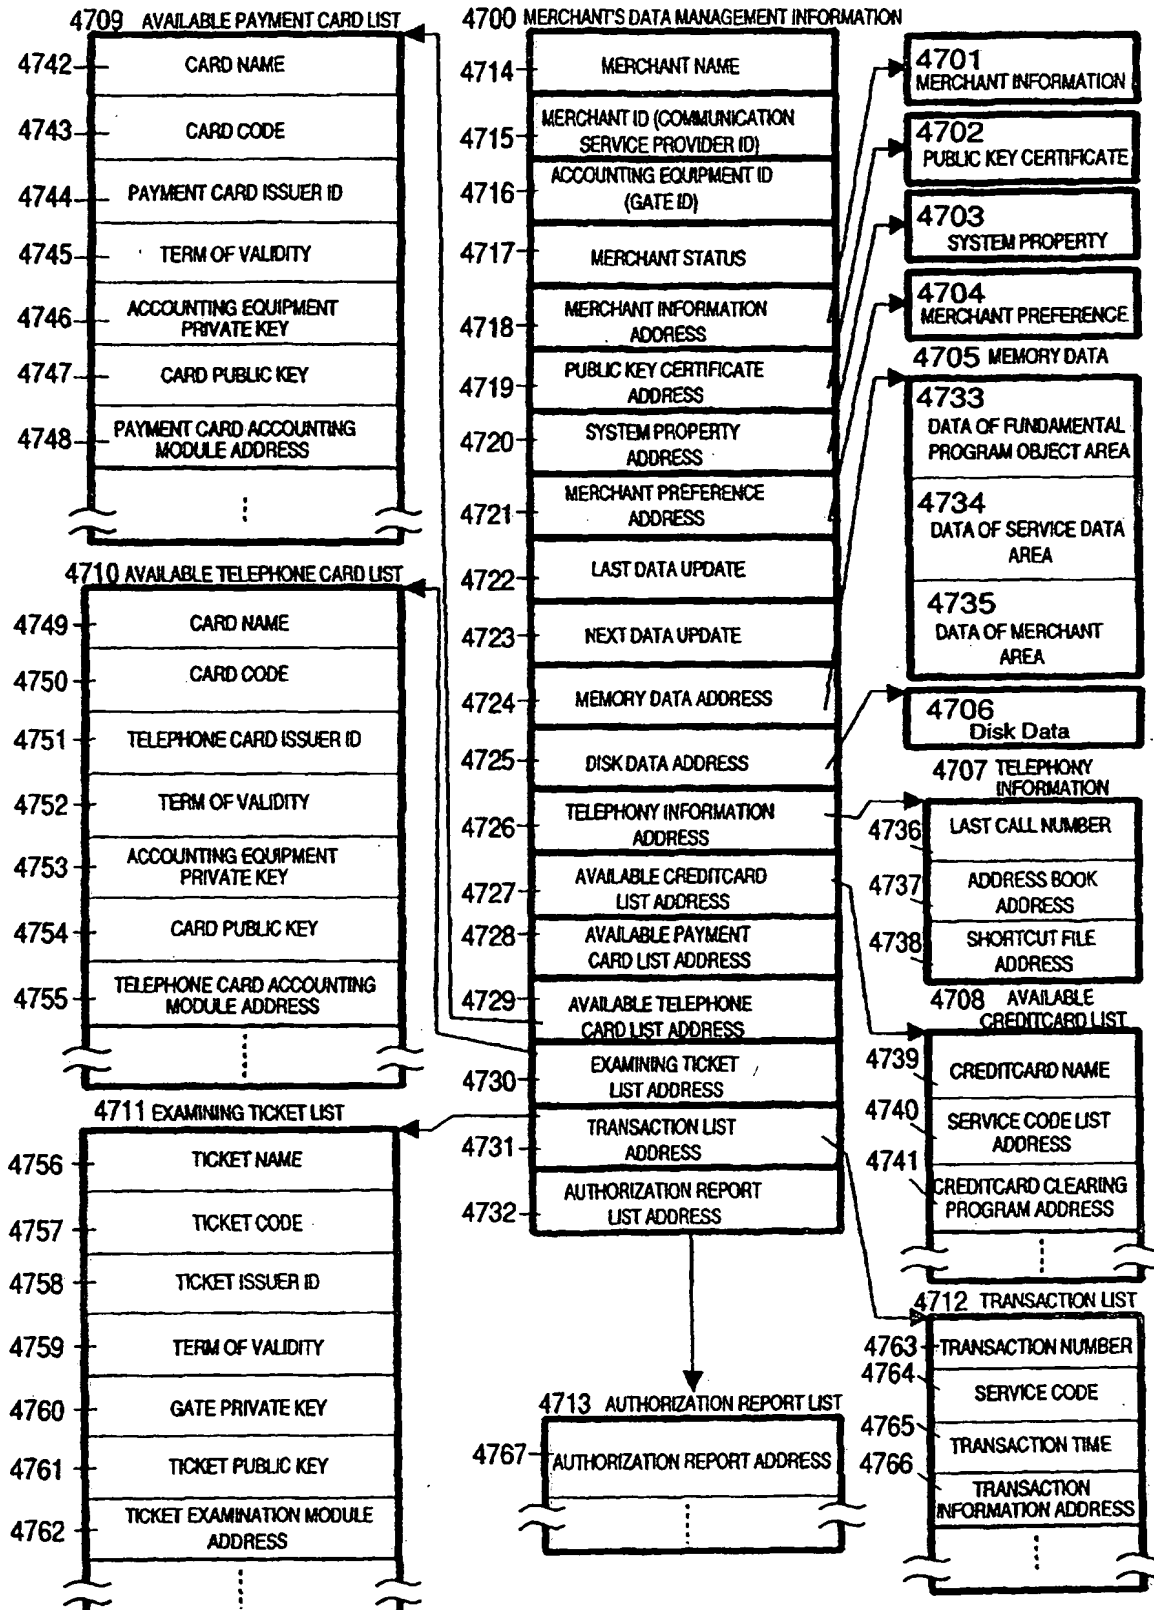 4709 AVAILABLE PAYMENT CARD LIST
4742 CARD NAME
4743 CARD CODE
4744 PAYMENT CARD ISSUER ID
4745 TERM OF VALIDITY
4746 ACCOUNTING EQUIPMENT
PRIVATE KEY
4747 CARD PUBLIC KEY
4748 PAYMENT CARD ACCOUNTING
MODULE ADDRESS
4710 AVAILABLE TELEPHONE CARD LIST
4749 CARD NAME
4750 CARD CODE
4751 TELEPHONE CARD ISSUER ID
4752 TERM OF VALIDITY
4753 ACCOUNTING EQUIPMENT
PRIVATE KEY
4754 CARD PUBLIC KEY
4755 TELEPHONE CARD ACCOUNTING
MODULE ADDRESS
4711 EXAMINING TICKET LIST
4756 TICKET NAME
4757 TICKET CODE
4758 TICKET ISSUER ID
4759 TERM OF VALIDITY
4760 GATE PRIVATE KEY
4761 TICKET PUBLIC KEY
4762 TICKET EXAMINATION MODULE
ADDRESS
4700 MERCHANT'S DATA MANAGEMENT INFORMATION
4714 MERCHANT NAME
4715 MERCHANT ID (COMMUNICATION
SERVICE PROVIDER ID)
4716 ACCOUNTING EQUIPMENT ID
(GATE ID)
4717 MERCHANT STATUS
4718 MERCHANT INFORMATION
ADDRESS
4719 PUBLIC KEY CERTIFICATE
ADDRESS
4720 SYSTEM PROPERTY
ADDRESS
4721 MERCHANT PREFERENCE
ADDRESS
4722 LAST DATA UPDATE
4723 NEXT DATA UPDATE
4724 MEMORY DATA ADDRESS
4725 DISK DATA ADDRESS
4726 TELEPHONY INFORMATION
ADDRESS
4727 AVAILABLE CREDITCARD
LIST ADDRESS
4728 AVAILABLE PAYMENT
CARD LIST ADDRESS
4729 AVAILABLE TELEPHONE
CARD LIST ADDRESS
4730 EXAMINING TICKET
LIST ADDRESS
4731 TRANSACTION LIST
ADDRESS
4732 AUTHORIZATION REPORT
LIST ADDRESS
4713 AUTHORIZATION REPORT LIST
4767 AUTHORIZATION REPORT ADDRESS
4701
MERCHANT INFORMATION
4702
PUBLIC KEY CERTIFICATE
4703
SYSTEM PROPERTY
4704
MERCHANT PREFERENCE
4705 MEMORY DATA
4733
DATA OF FUNDAMENTAL
PROGRAM OBJECT AREA
4734
DATA OF SERVICE DATA
AREA
4735
DATA OF MERCHANT
AREA
4706
Disk Data
4707 TELEPHONY
INFORMATION
4736 LAST CALL NUMBER
4737 ADDRESS BOOK
ADDRESS
4738 SHORTCUT FILE
ADDRESS
4708 AVAILABLE
CREDITCARD LIST
4739 CREDITCARD NAME
4740 SERVICE CODE LIST
ADDRESS
4741 CREDITCARD CLEARING
PROGRAM ADDRESS
4712 TRANSACTION LIST
4763 TRANSACTION NUMBER
4764 SERVICE CODE
4765 TRANSACTION TIME
4766 TRANSACTION
INFORMATION ADDRESS